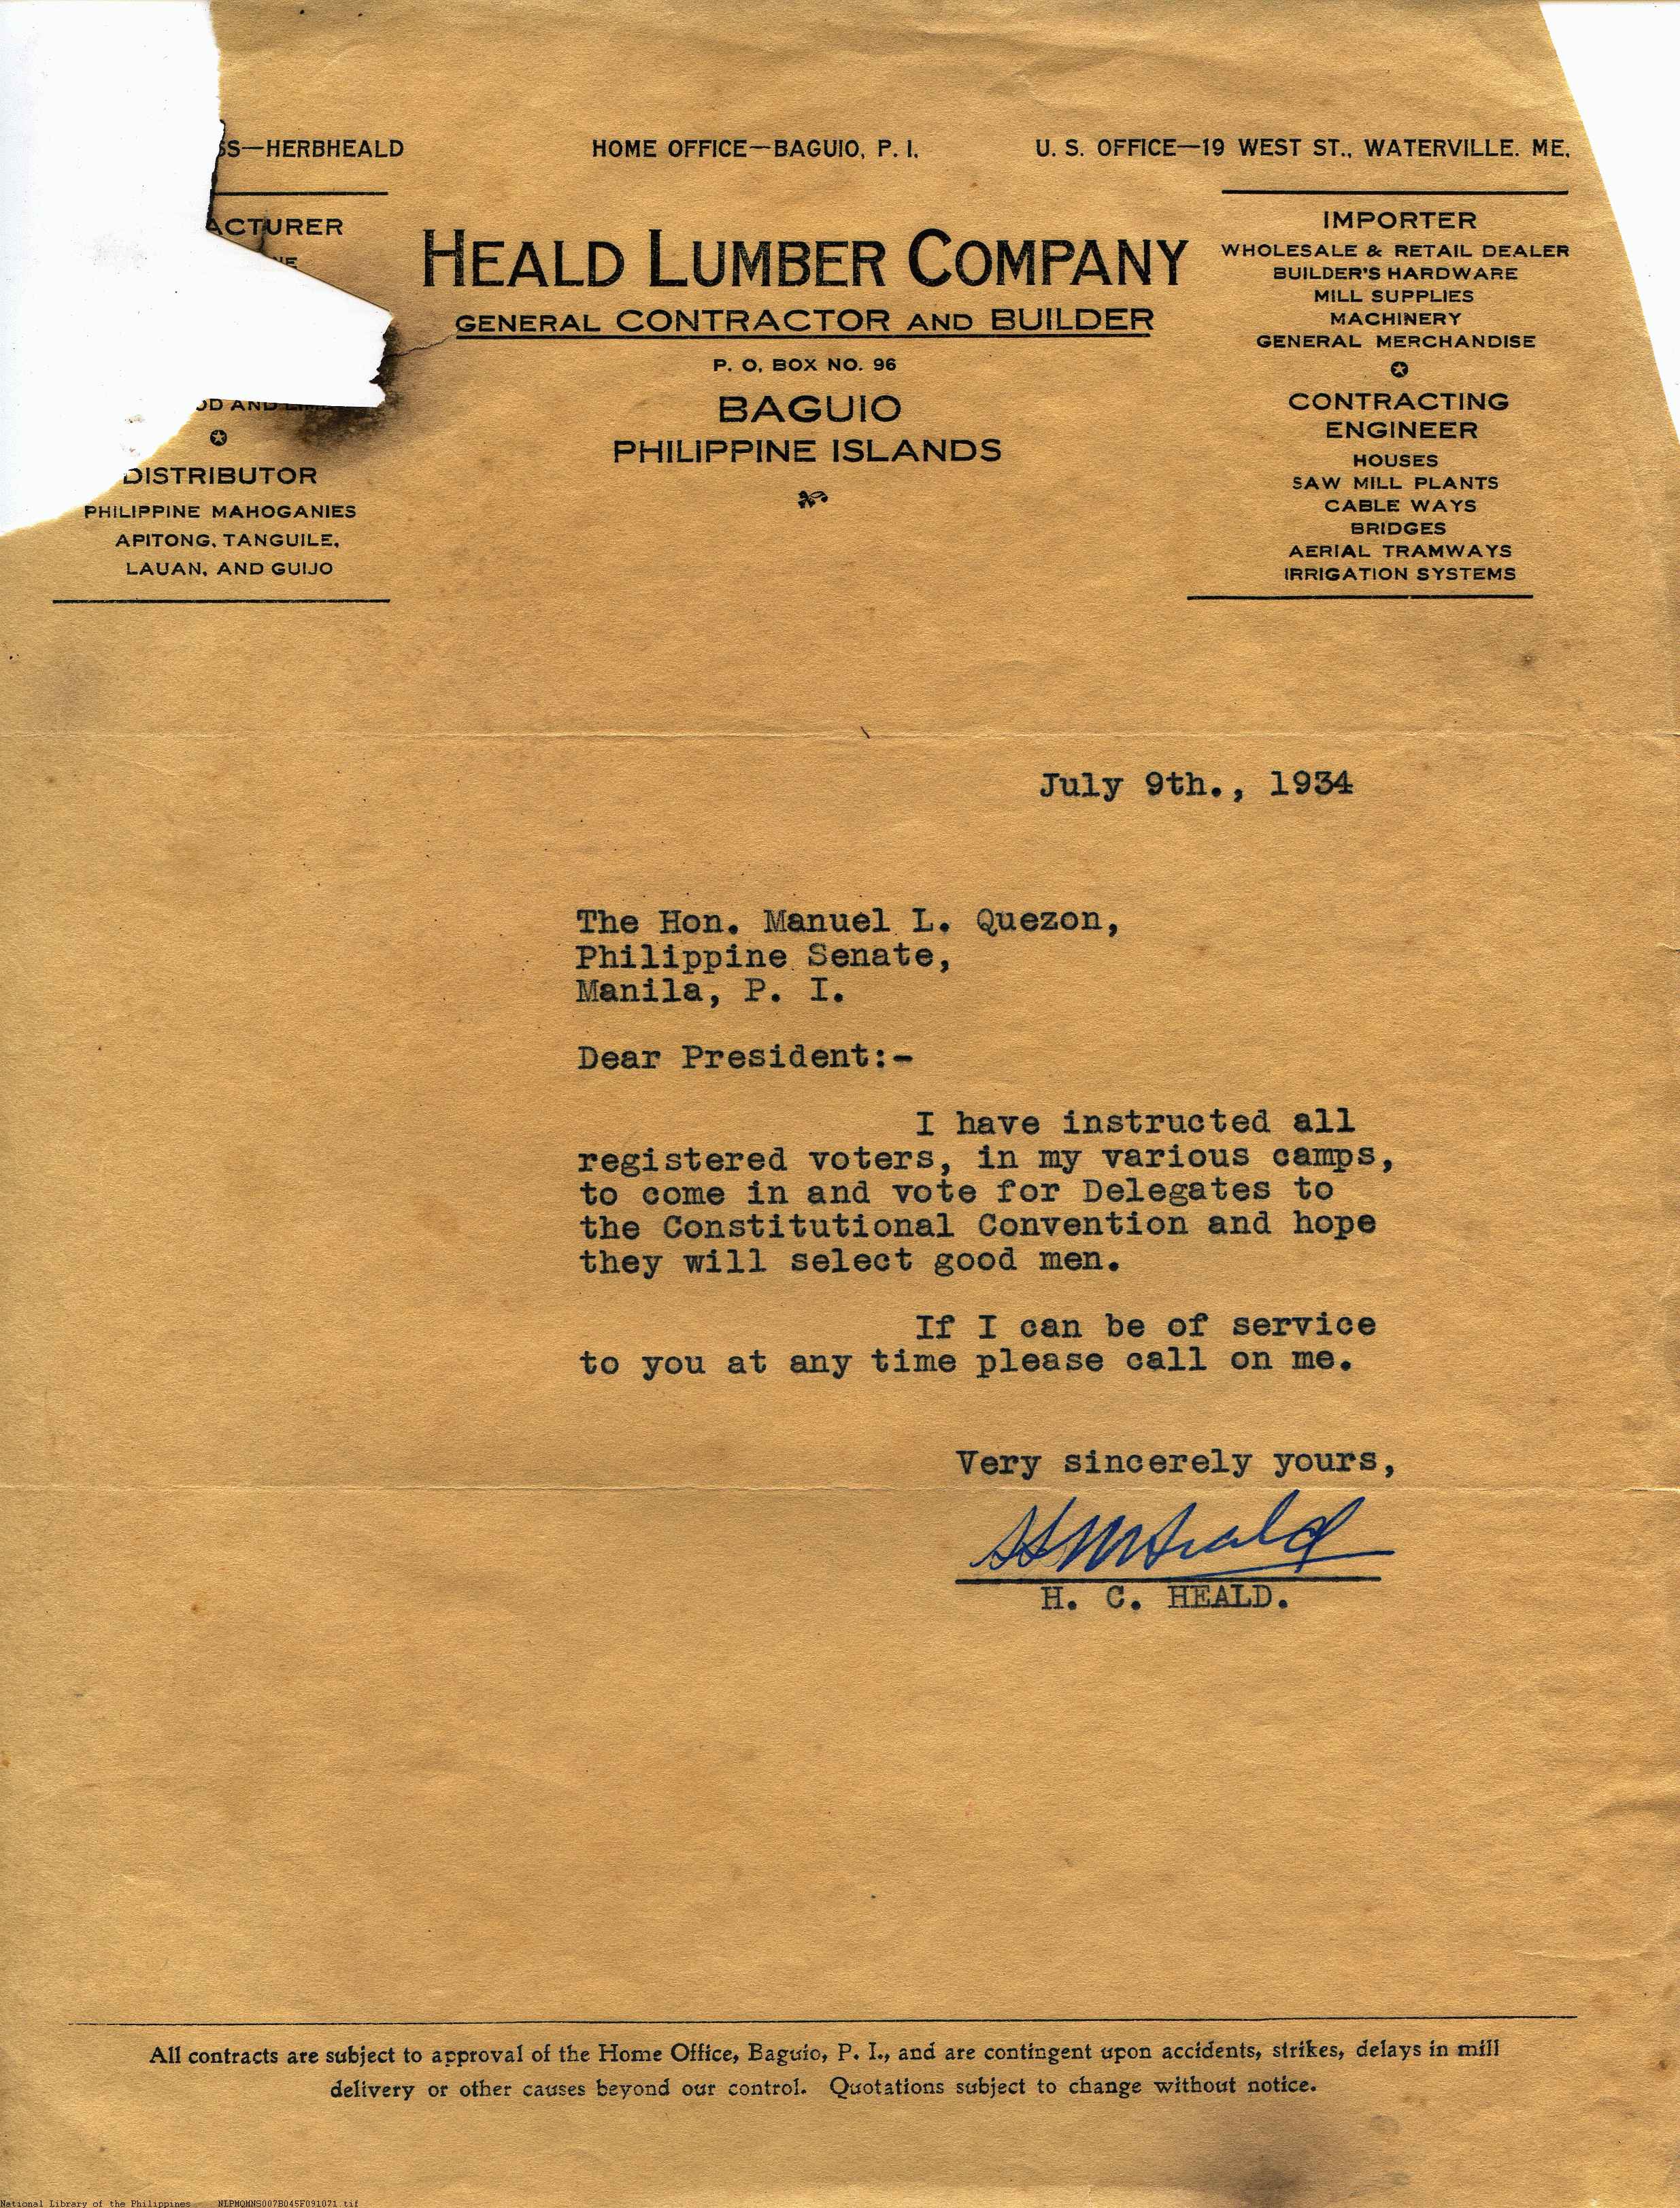 SS—HERBHEALD
HOME OFFICE—BAGUIO, P. I.
U. S. OFFICE—19 WEST ST., WATERVILLE. ME.
ACTURER
HEALD LUMBER COMPANY
GENERAL CONTRACTOR AND BUILDER
P. O. BOX NO. 96
BAGUIO
PHILIPPINE ISLANDS
OD AND
DISTRIBUTOR
PHILIPPINE MAHOGANIES
APITONG, TANGUILE,
LAUAN, AND GUIJO
IMPORTER
WHOLESALE & RETAIL DEALER
BUILDER'S HARDWARE
MILL SUPPLIES
MACHINERY
GENERAL MERCHANDISE
CONTRACTING
ENGINEER
HOUSES
SAW MILL PLANTS
CABLE WAYS
BRIDGES
AERIAL TRAMWAYS
IRRIGATION SYSTEMS
July 9th., 1934
The Hon. Manuel L. Quezon,
Philippine Senate,
Manila, P. I.
Dear President:-
I have instructed all
registered voters, in my various camps,
to come in and vote for Delegates to
the Constitutional Convention and hope
they will select good men.
If I can be of service
to you at any time please call on me.
Very sincerely yours,
H. C. HEALD.
All contracts are subject to approval of the Home Office, Baguio, P. I., and are contingent upon accidents, strikes, delays in mill
delivery or other causes beyond our control. Quotations subject to change without notice.
National Library of the Philippines NLPMQMNS007B045F091071.tif